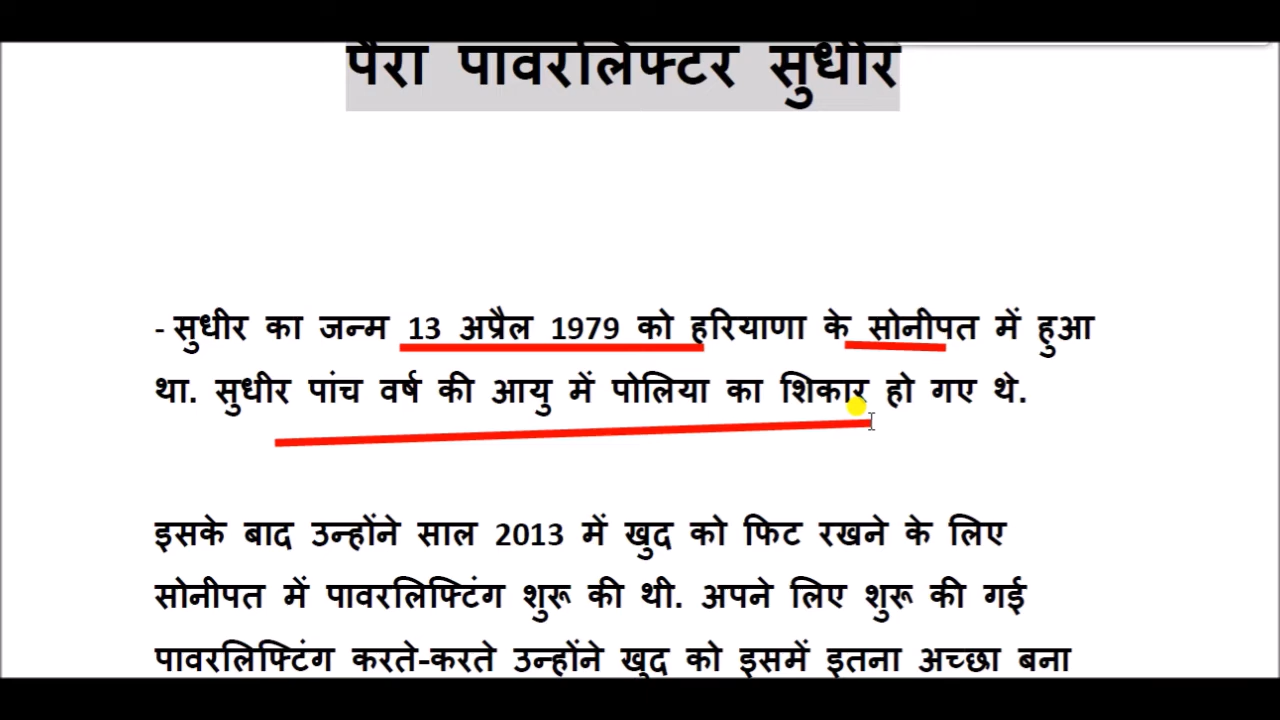 पैरा पावरलिफ्टर सुधीर
- सुधीर का जन्म 13 अप्रैल 1979 को हरियाणा के सोनीपत में हुआ
था. सुधीर पांच वर्ष की आयु में पोलिया का शिकार हो गए थे.
इसके बाद उन्होंने साल 2013 में खुद को फिट रखने के लिए
सोनीपत में पावरलिफ्टिंग शुरू की थी. अपने लिए शुरू की गई
पावरलिफ्टिंग करते-करते उन्होंने खुद को इसमें इतना अच्छा बना